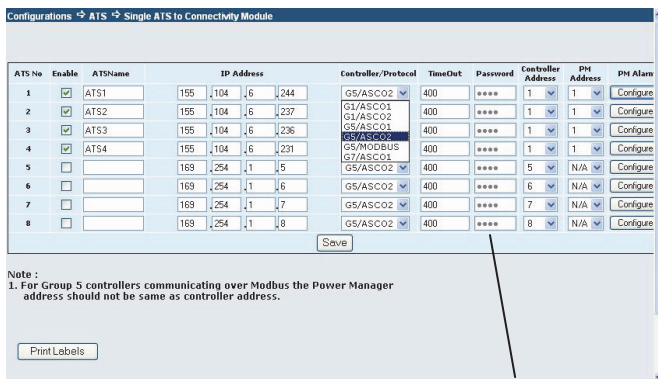 Configurations ⇨ ATS ⇨ Single ATS to Connectivity Module
ATS No Enable ATSName IP Address Controller/Protocol TimeOut Password Controller Address PM Address PM Alarm
1 ATS1 155 .104 .6 .244 G5/ASCO2 400 •••• 1 1 Configure
G1/ASCO1
G1/ASCO2
G5/ASCO1
G5/ASCO2
G5/MODBUS
G7/ASCO1
2 ATS2 155 .104 .6 .237 400 •••• 1 1 Configure
3 ATS3 155 .104 .6 .236 400 •••• 1 1 Configure
4 ATS4 155 .104 .6 .231 400 •••• 1 1 Configure
5 169 .254 .1 .5 G5/ASCO2 400 •••• 5 N/A Configure
6 169 .254 .1 .6 G5/ASCO2 400 •••• 6 N/A Configure
7 169 .254 .1 .7 G5/ASCO2 400 •••• 7 N/A Configure
8 169 .254 .1 .8 G5/ASCO2 400 •••• 8 N/A Configure
Save
Note :
1. For Group 5 controllers communicating over Modbus the Power Manager
address should not be same as controller address.
Print Labels